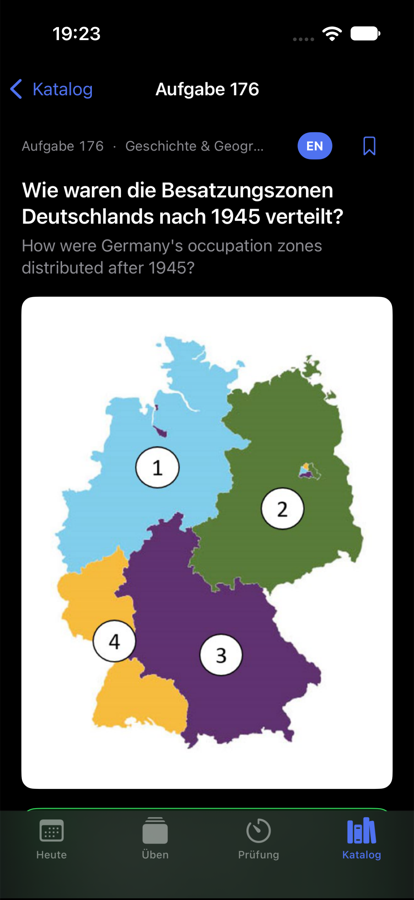 19:23
Katalog
Aufgabe 176
Aufgabe 176 · Geschichte & Geogr...
EN
Wie waren die Besatzungszonen
Deutschlands nach 1945 verteilt?
How were Germany's occupation zones
distributed after 1945?
1
2
3
4
Heute
Üben
Prüfung
Katalog